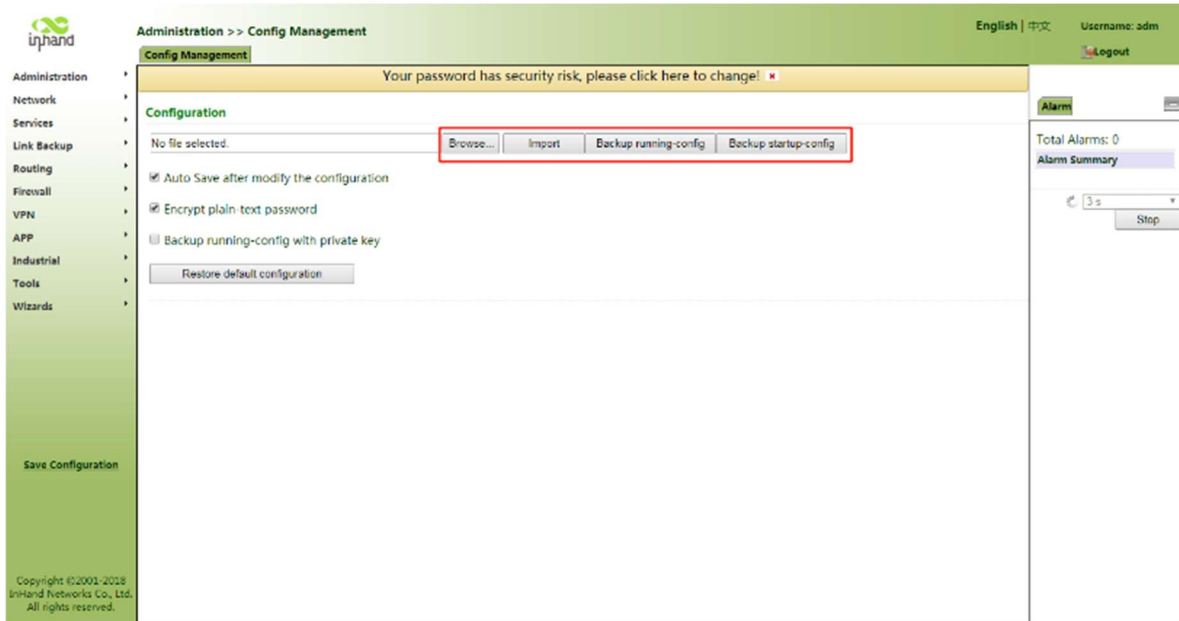 inhand
Administration >> Config Management
English | 中文
Username: adm
Logout
Config Management
Your password has security risk, please click here to change! x
Administration
Network
Services
Link Backup
Routing
Firewall
VPN
APP
Industrial
Tools
Wizards
Save Configuration
Copyright ©2001-2018
InHand Networks Co., Ltd.
All rights reserved.
Configuration
No file selected.
Browse...
Import
Backup running-config
Backup startup-config
Auto Save after modify the configuration
Encrypt plain-text password
Backup running-config with private key
Restore default configuration
Alarm
Total Alarms: 0
Alarm Summary
3 s
Stop